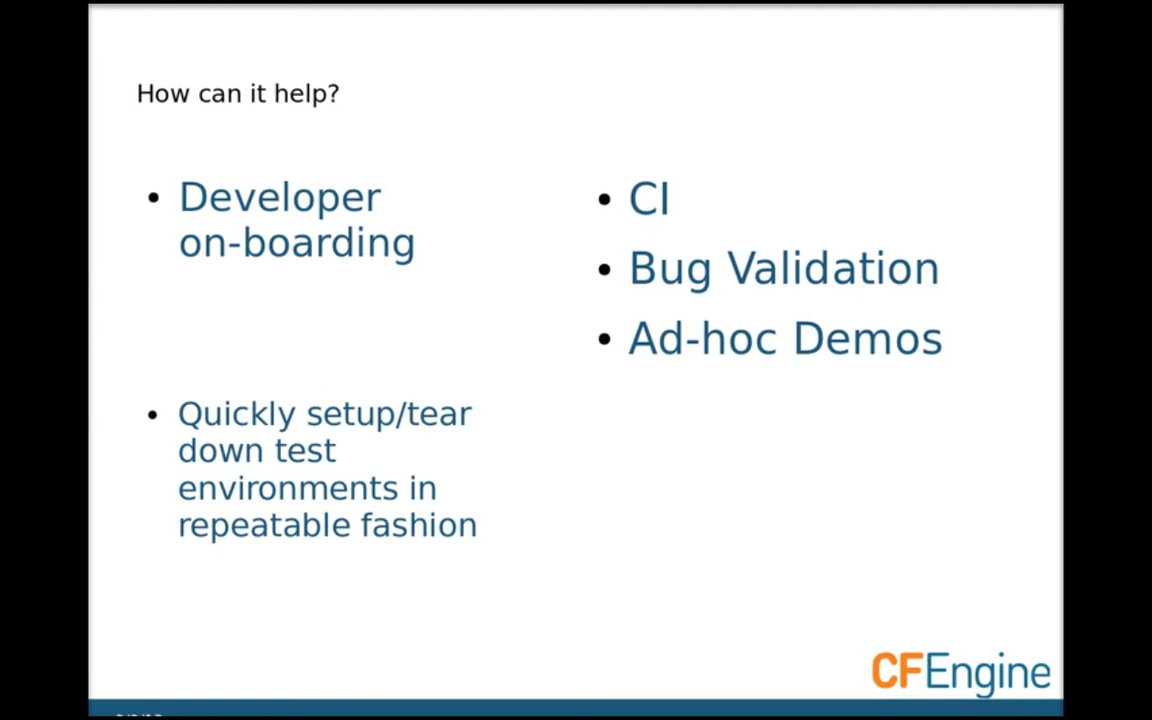 How can it help?
• Developer
on-boarding
• Quickly setup/tear
down test
environments in
repeatable fashion
• CI
• Bug Validation
• Ad-hoc Demos
CFEngine